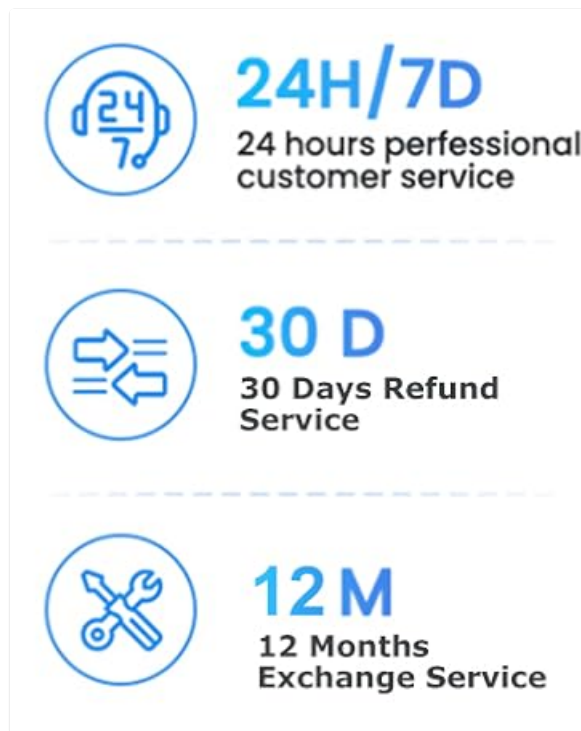 24
7
24H/7D
24 hours perfessional
customer service
30 D
30 Days Refund
Service
12 M
12 Months
Exchange Service